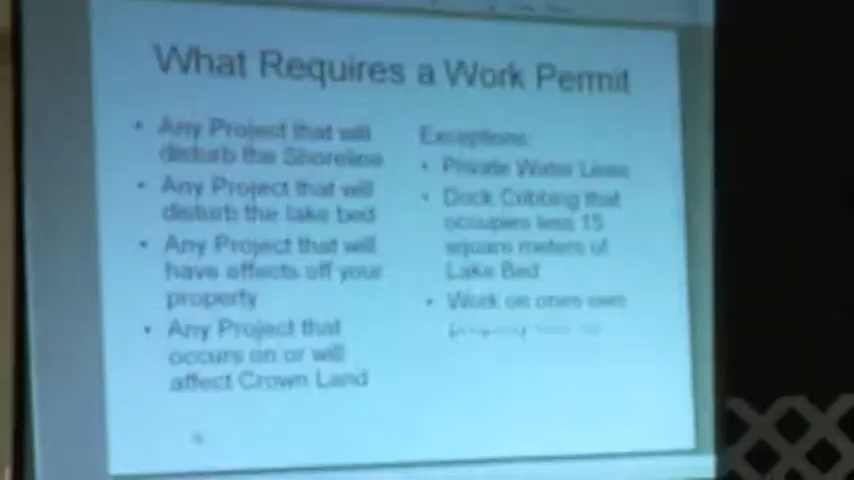 What Requires a Work Permit
• Any Project that will
disturb the Shoreline
• Any Project that will
disturb the lake bed
• Any Project that will
have effects off your
property
• Any Project that
occurs on or will
affect Crown Land
Exceptions:
• Private Water Lines
• Dock Cribbing that
occupies less 15
square meters of
Lake Bed
• Work on ones own